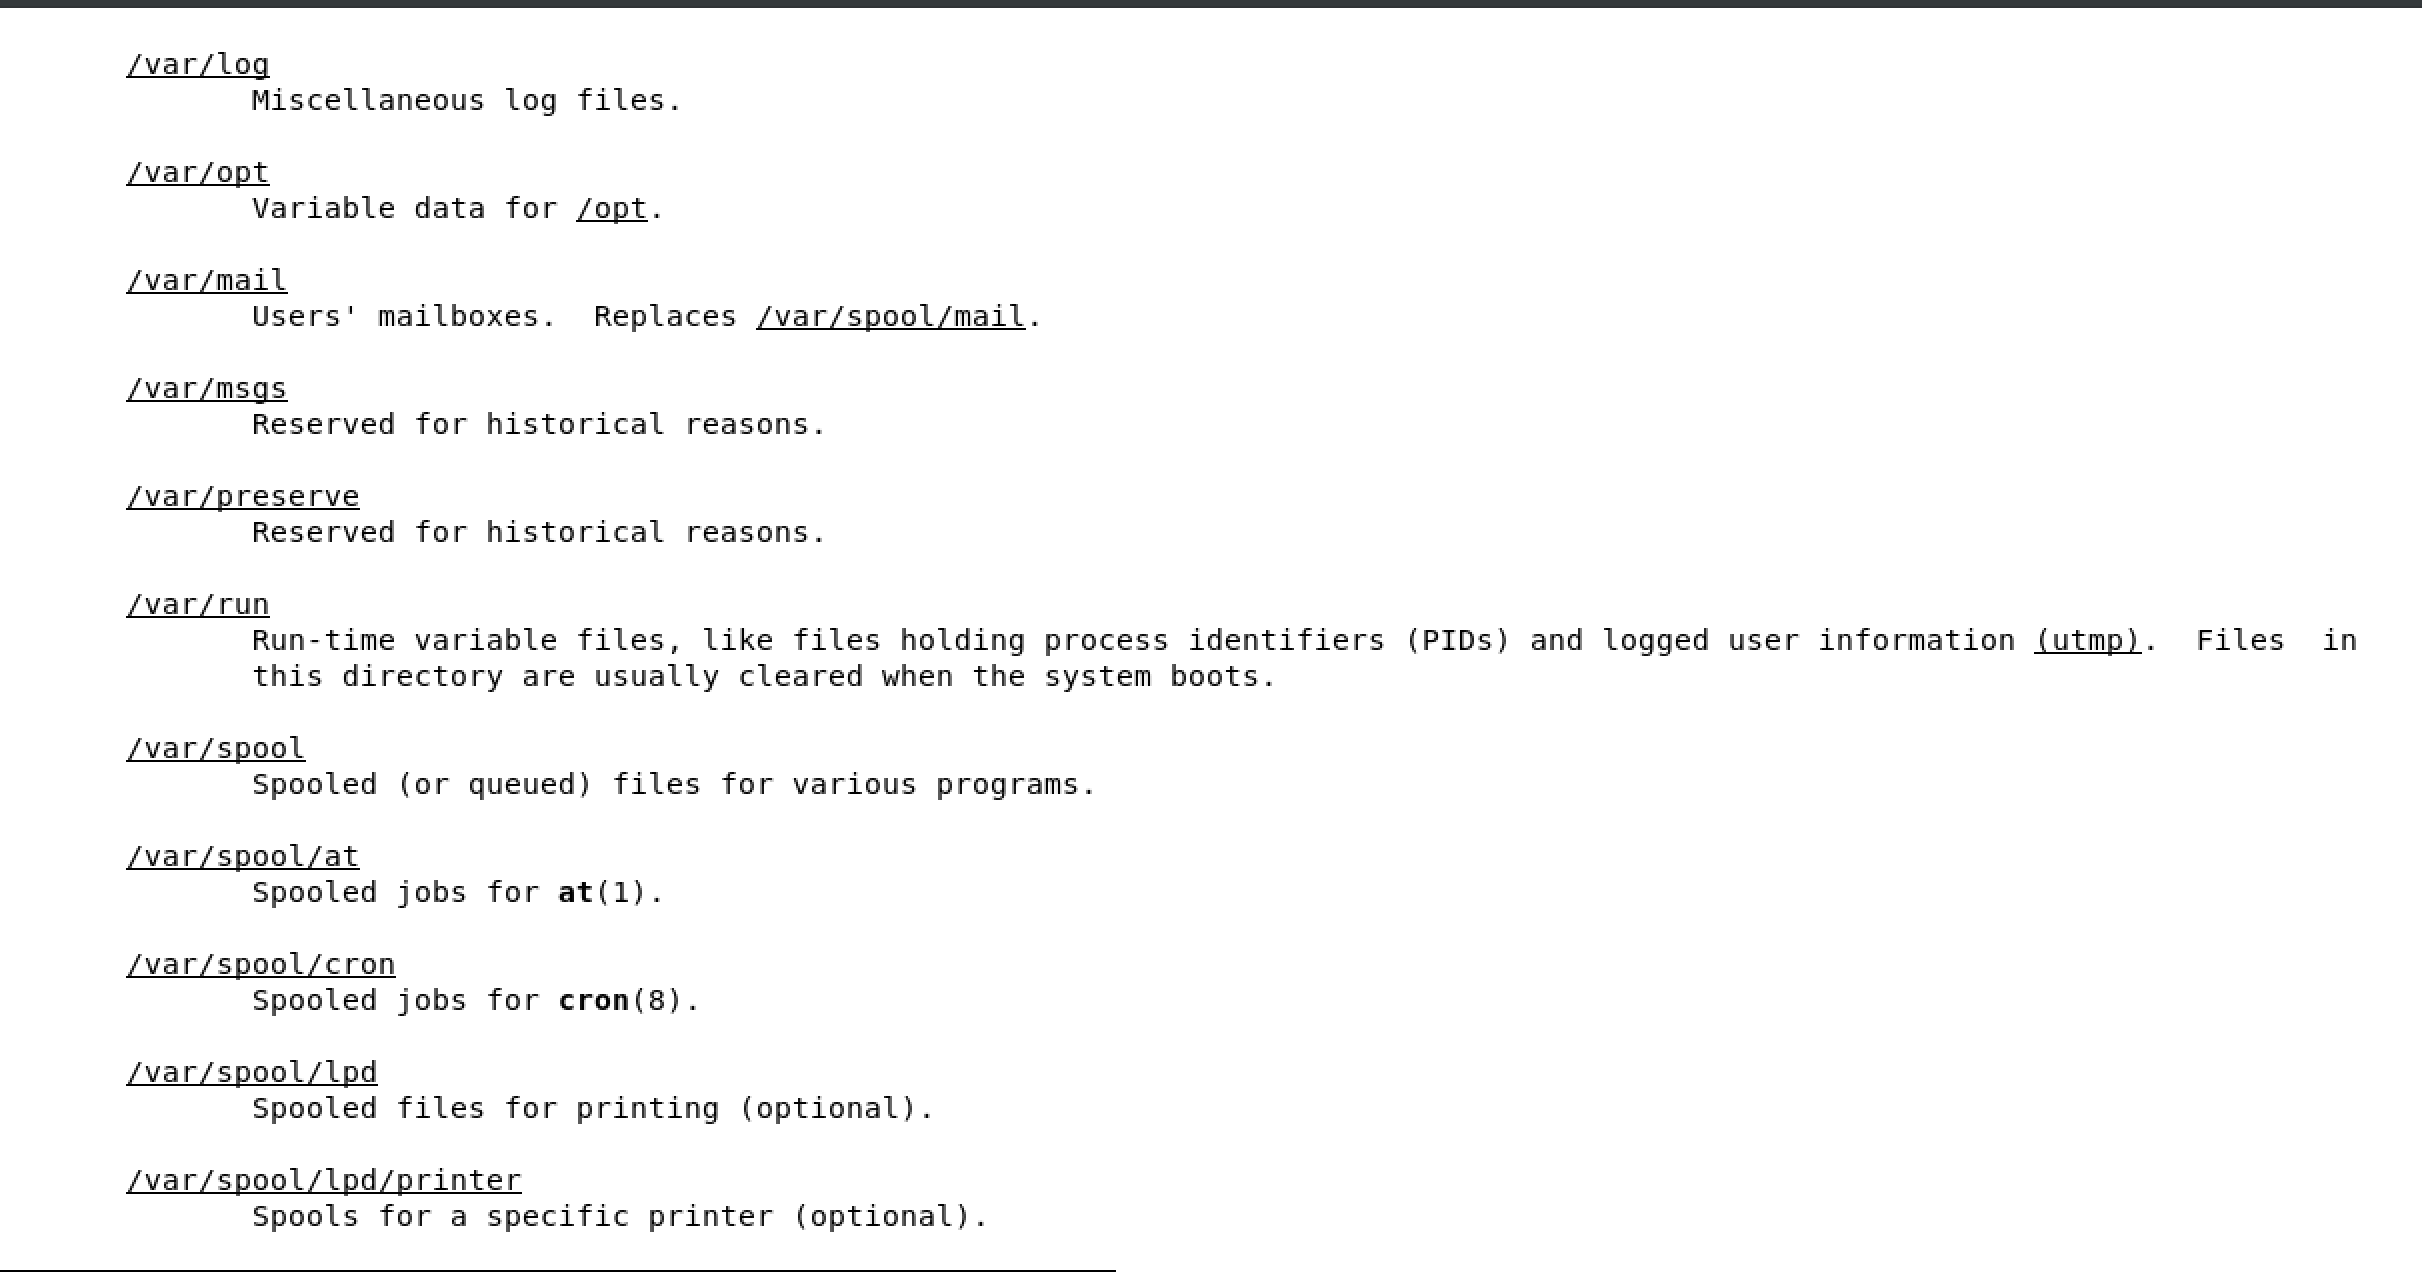 /var/log
Miscellaneous log files.
/var/opt
Variable data for /opt.
/var/mail
Users' mailboxes.  Replaces /var/spool/mail.
/var/msgs
Reserved for historical reasons.
/var/preserve
Reserved for historical reasons.
/var/run
Run-time variable files, like files holding process identifiers (PIDs) and logged user information (utmp).  Files  in
this directory are usually cleared when the system boots.
/var/spool
Spooled (or queued) files for various programs.
/var/spool/at
Spooled jobs for at(1).
/var/spool/cron
Spooled jobs for cron(8).
/var/spool/lpd
Spooled files for printing (optional).
/var/spool/lpd/printer
Spools for a specific printer (optional).